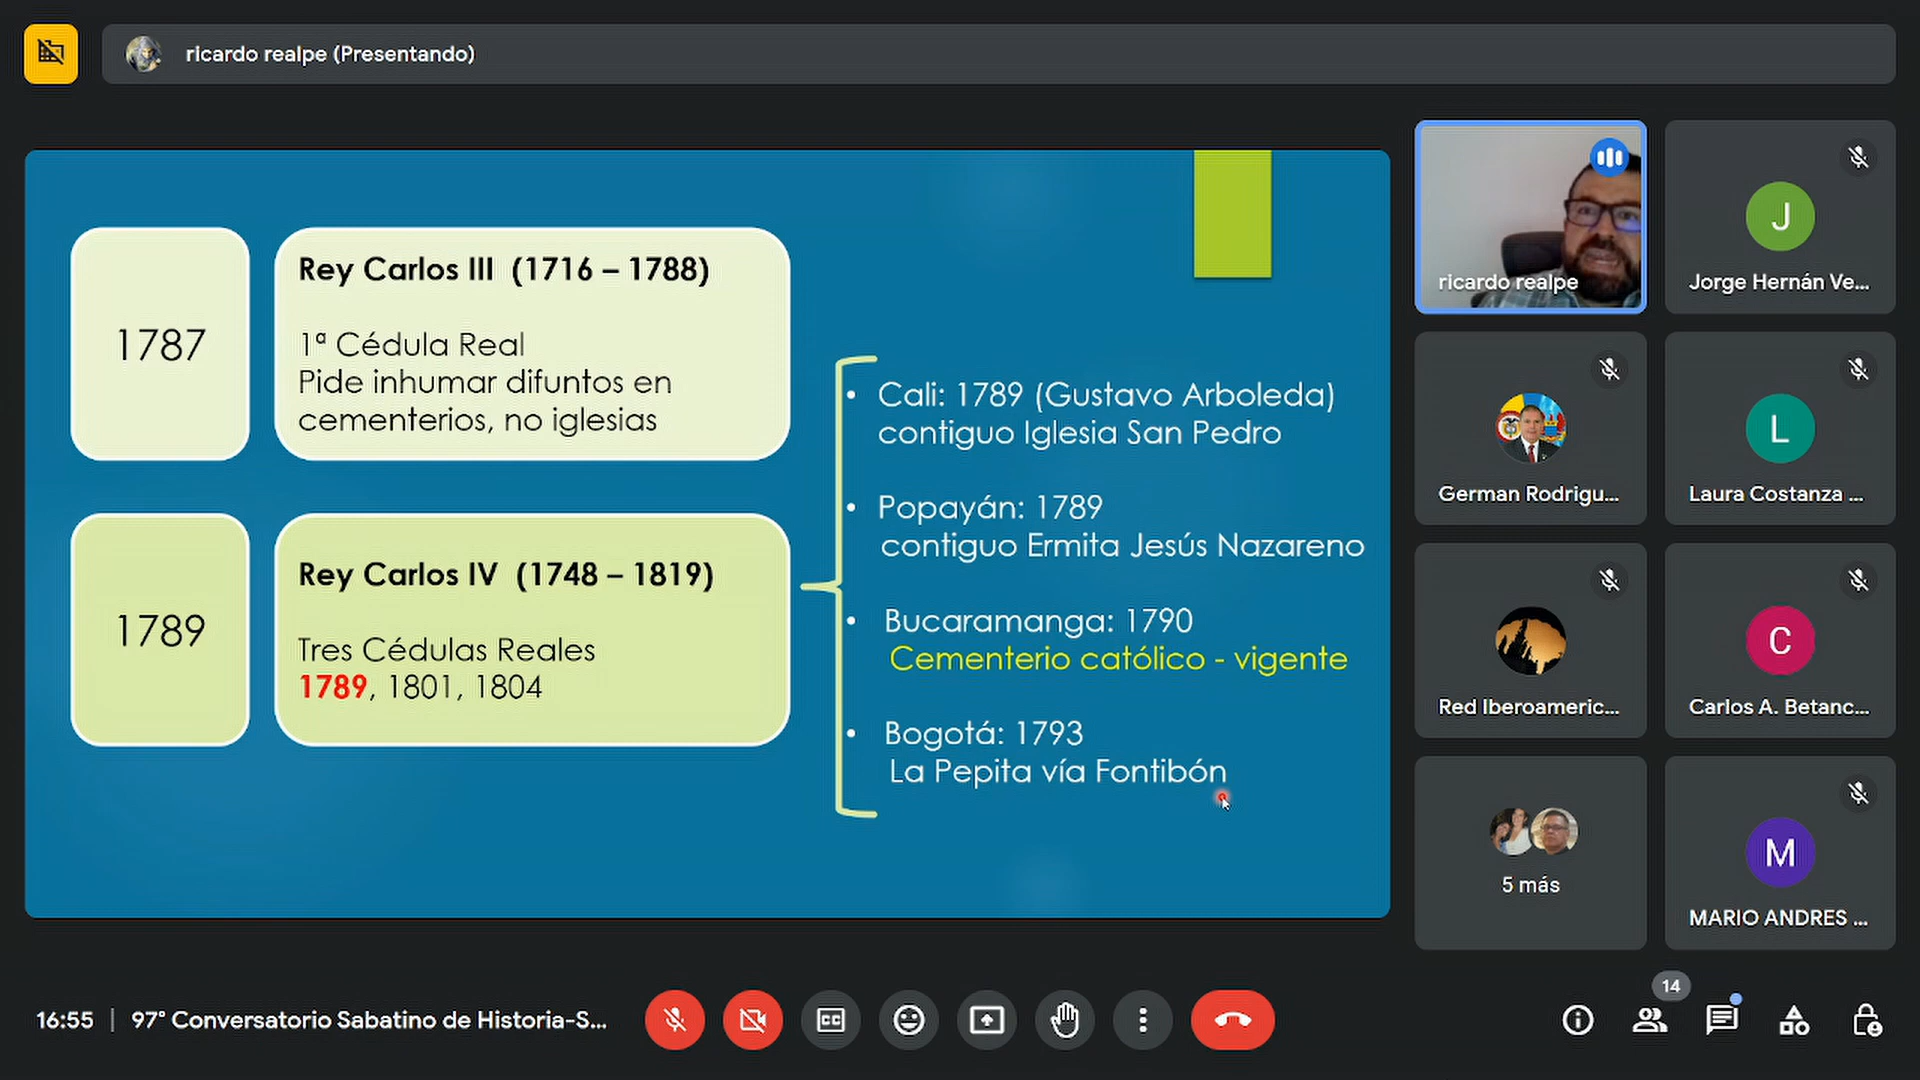 ricardo realpe (Presentando)
1787
Rey Carlos III (1716 – 1788)
1ª Cédula Real
Pide inhumar difuntos en
cementerios, no iglesias
1789
Rey Carlos IV (1748 – 1819)
Tres Cédulas Reales
1789, 1801, 1804
• Cali: 1789 (Gustavo Arboleda)
contiguo Iglesia San Pedro
• Popayán: 1789
contiguo Ermita Jesús Nazareno
• Bucaramanga: 1790
Cementerio católico - vigente
• Bogotá: 1793
La Pepita vía Fontibón
ricardo realpe
J
Jorge Hernán Ve...
German Rodrigu...
L
Laura Costanza ...
Red Iberoameric...
C
Carlos A. Betanc...
5 más
M
MARIO ANDRES ...
16:55 | 97° Conversatorio Sabatino de Historia-S...
CC
14